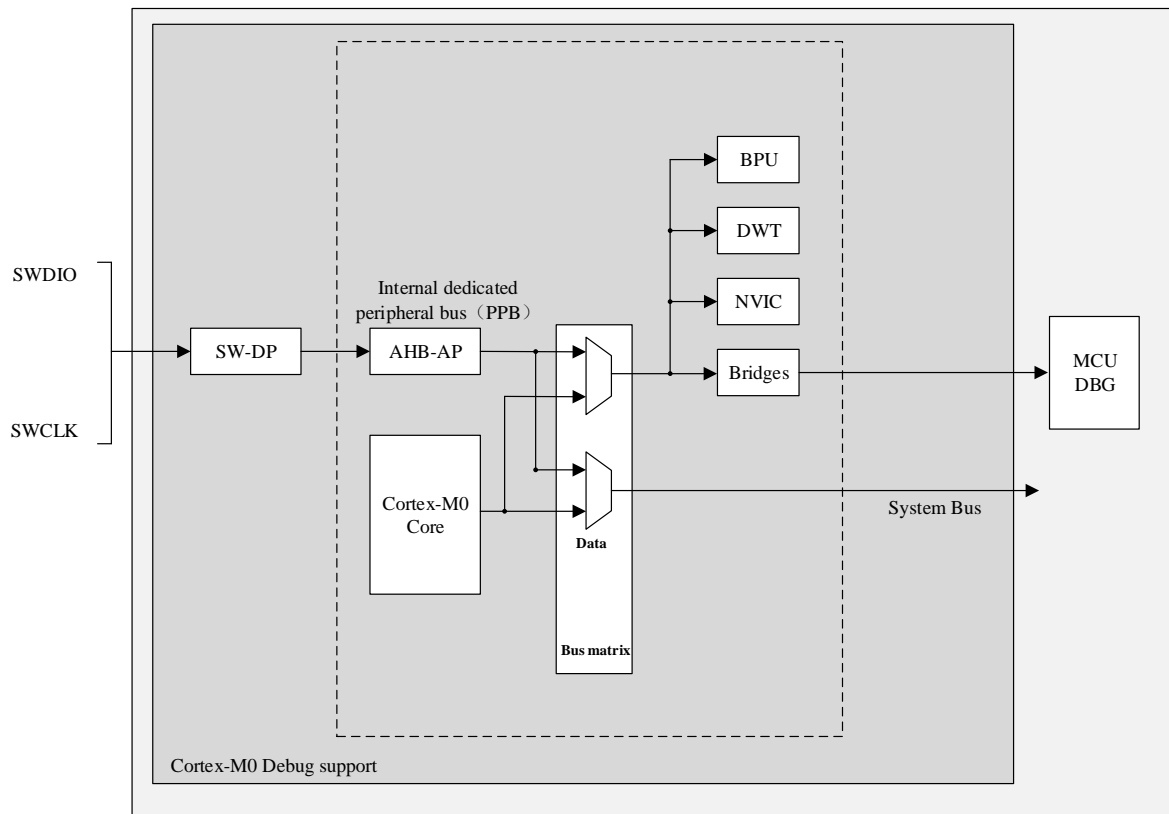 BPU
DWT
SWDIO
Internal dedicated
peripheral bus（PPB）
NVIC
SW-DP
AHB-AP
Bridges
MCU
DBG
SWCLK
Cortex-M0
Core
System Bus
Data
Bus matrix
Cortex-M0 Debug support